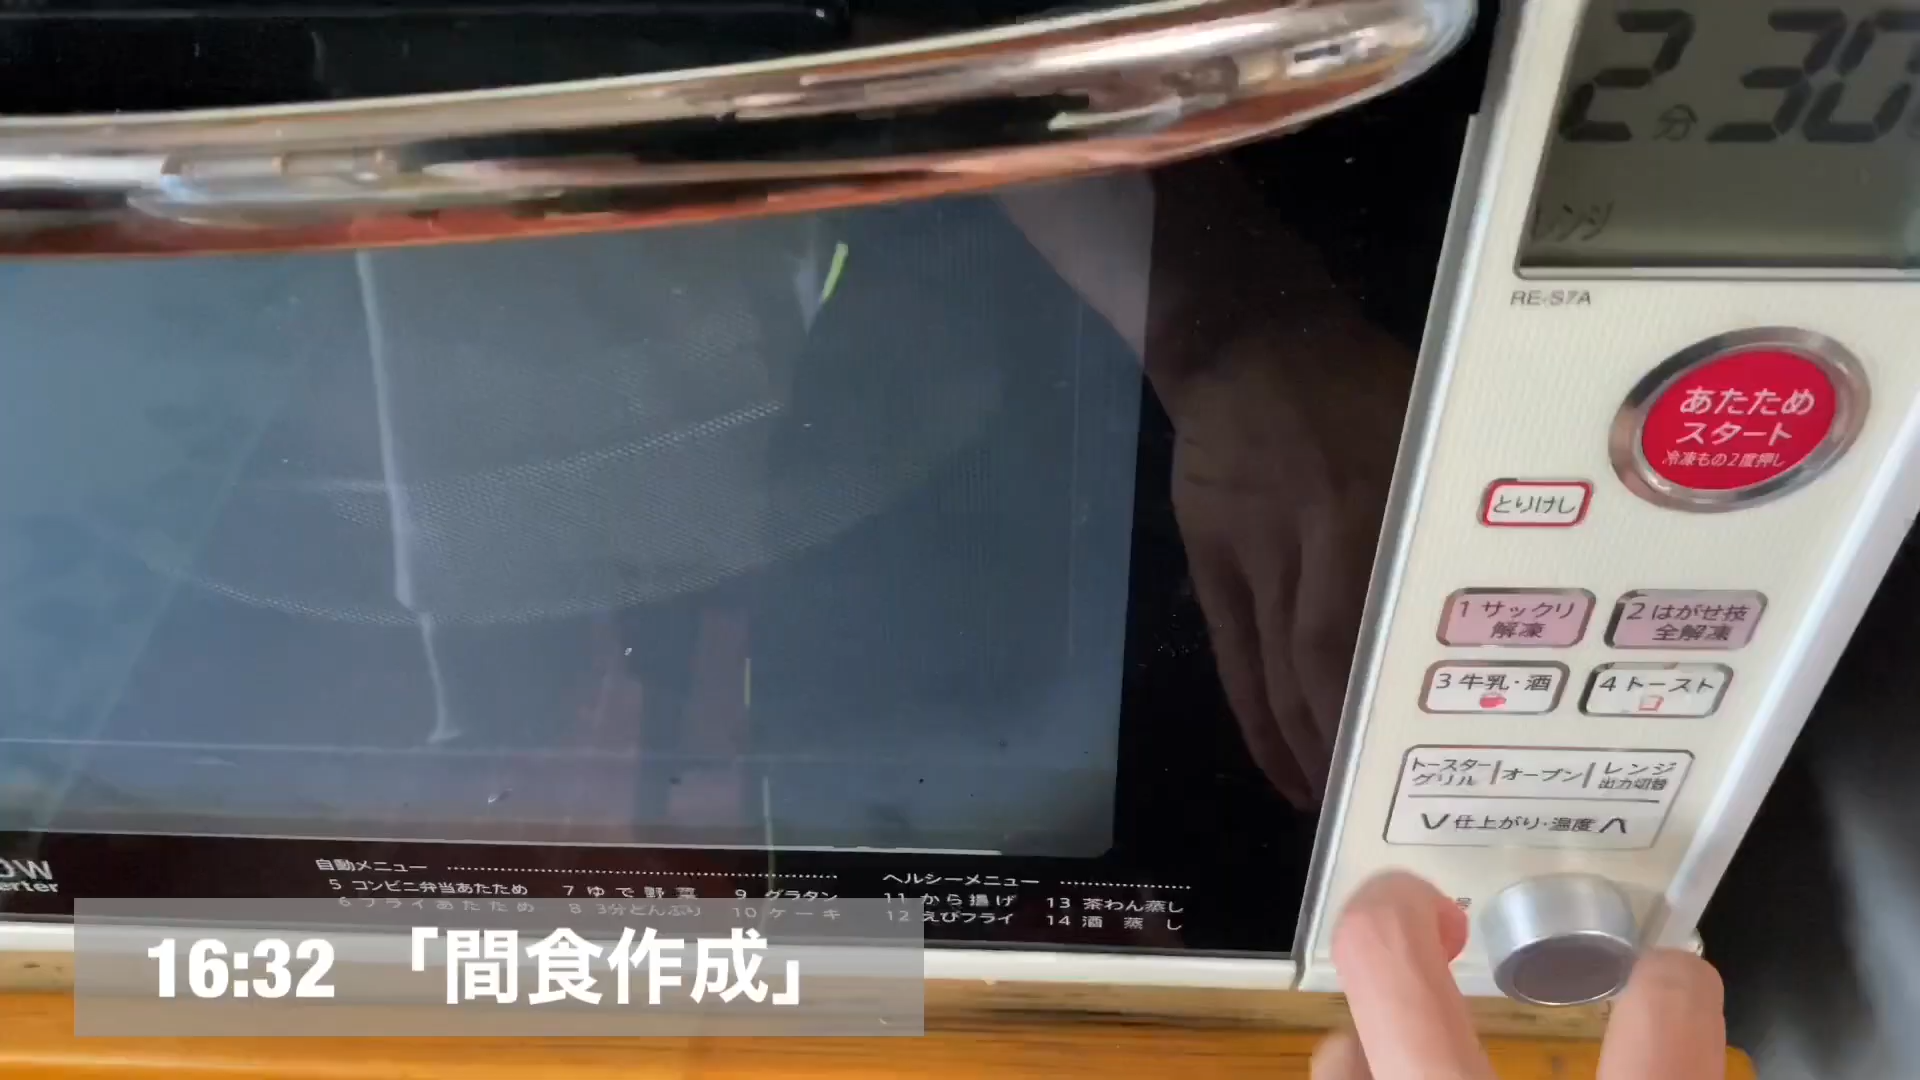 2分30
レンジ
RE-S7A
あたため
スタート
冷凍もの2度押し
とりけし
1 サックリ
解凍
2 はがせ技
全解凍
3 牛乳・酒
4 トースト
トースター
グリル
オーブン
レンジ
出力切替
∨ 仕上がり・温度 ∧
号
OW
erter
自動メニュー
5 コンビニ弁当あたため
7 ゆで野菜
9 グラタン
6 フライあたため
8 3分どんぶり
10 ケーキ
ヘルシーメニュー
11 から揚げ
13 茶わん蒸し
12 えびフライ
14 酒蒸し
16:32 「間食作成」